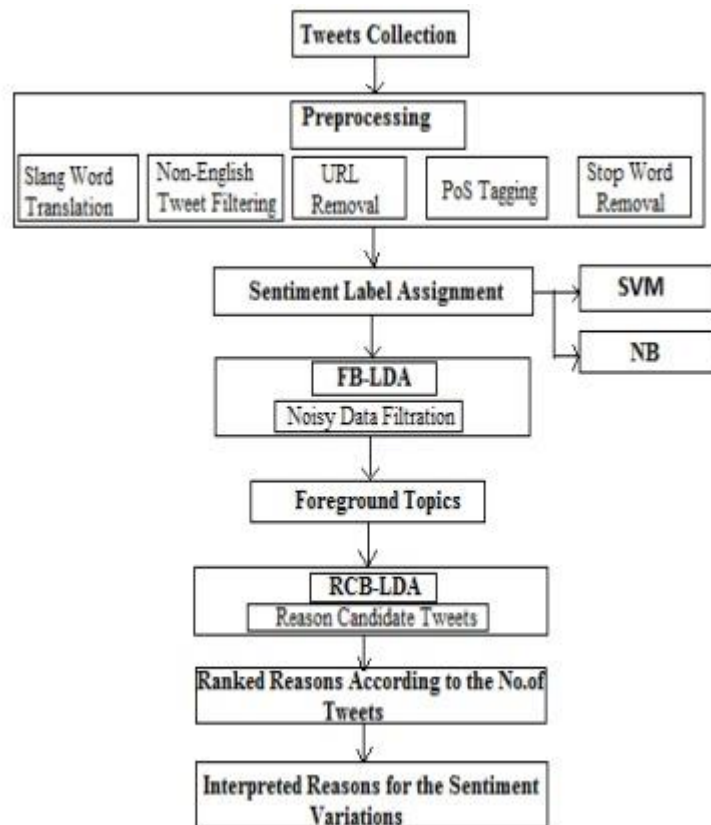 Tweets Collection
Preprocessing
Slang Word
Translation
Non-English
Tweet Filtering
URL
Removal
PoS Tagging
Stop Word
Removal
Sentiment Label Assignment
SVM
NB
FB-LDA
Noisy Data Filtration
Foreground Topics
RCB-LDA
Reason Candidate Tweets
Ranked Reasons According to the No.of
Tweets
Interpreted Reasons for the Sentiment
Variations